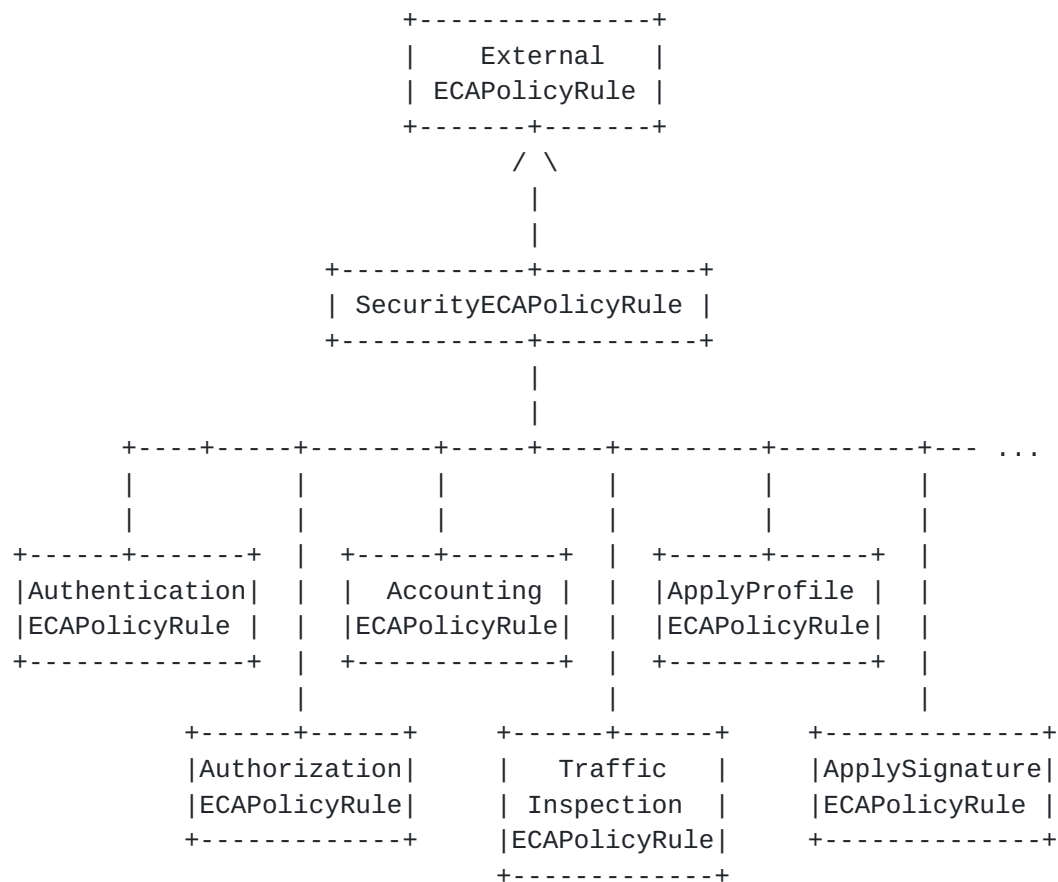 External
ECAPolicyRule
SecurityECAPolicyRule
...
Authentication
ECAPolicyRule
Accounting
ECAPolicyRule
ApplyProfile
ECAPolicyRule
Authorization
ECAPolicyRule
Traffic
Inspection
ECAPolicyRule
ApplySignature
ECAPolicyRule